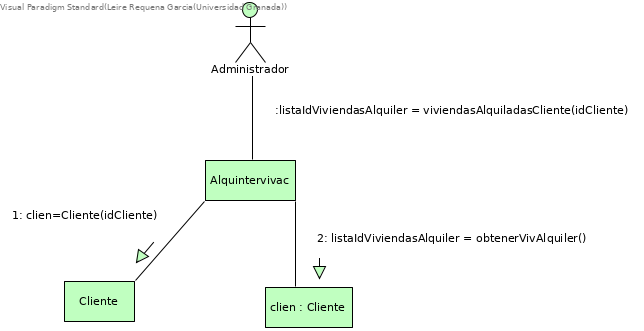 Visual Paradigm Standard(Leire Requena Garcia(Universidad Granada))
Administrador
:listaIdViviendasAlquiler = viviendasAlquiladasCliente(idCliente)
Alquintervivac
1: clien=Cliente(idCliente)
2: listaIdViviendasAlquiler = obtenerVivAlquiler()
Cliente
clien : Cliente